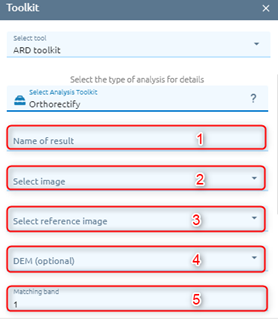 Toolkit ×
Select tool
ARD toolkit
Select the type of analysis for details
Select Analysis Toolkit
Orthorectify ?
Name of result 1
Select image 2
Select reference image 3
DEM (optional) 4
Matching band
1 5